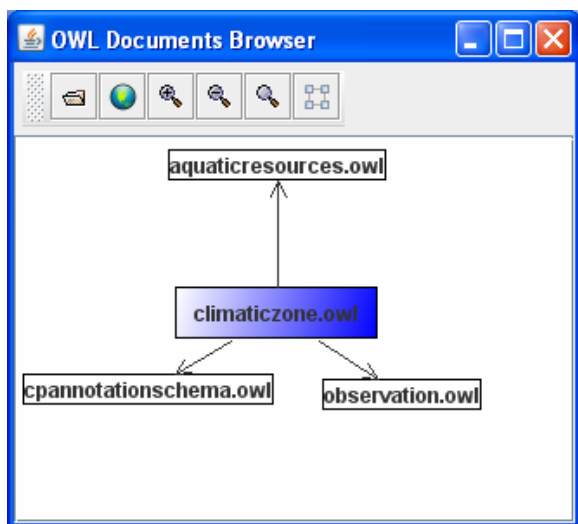 OWL Documents Browser
aquaticresources.owl
climaticzone.owl
cpannotationschema.owl
observation.owl